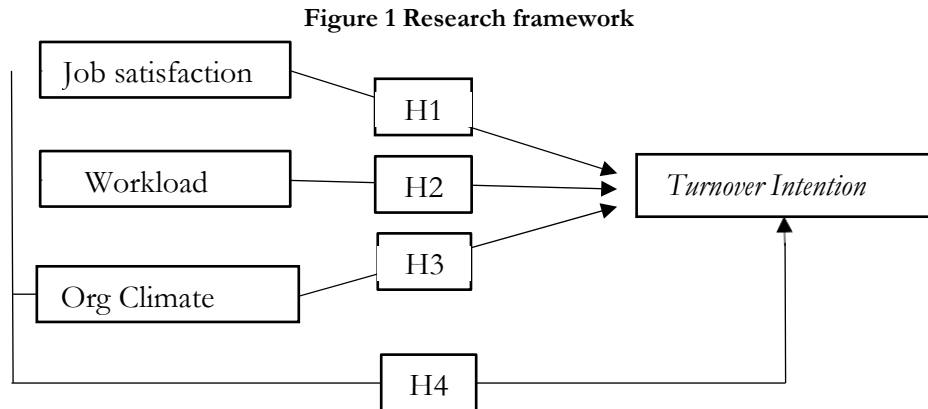 Figure 1 Research framework
Job satisfaction
H1
Workload
H2
Turnover Intention
Org Climate
H3
H4